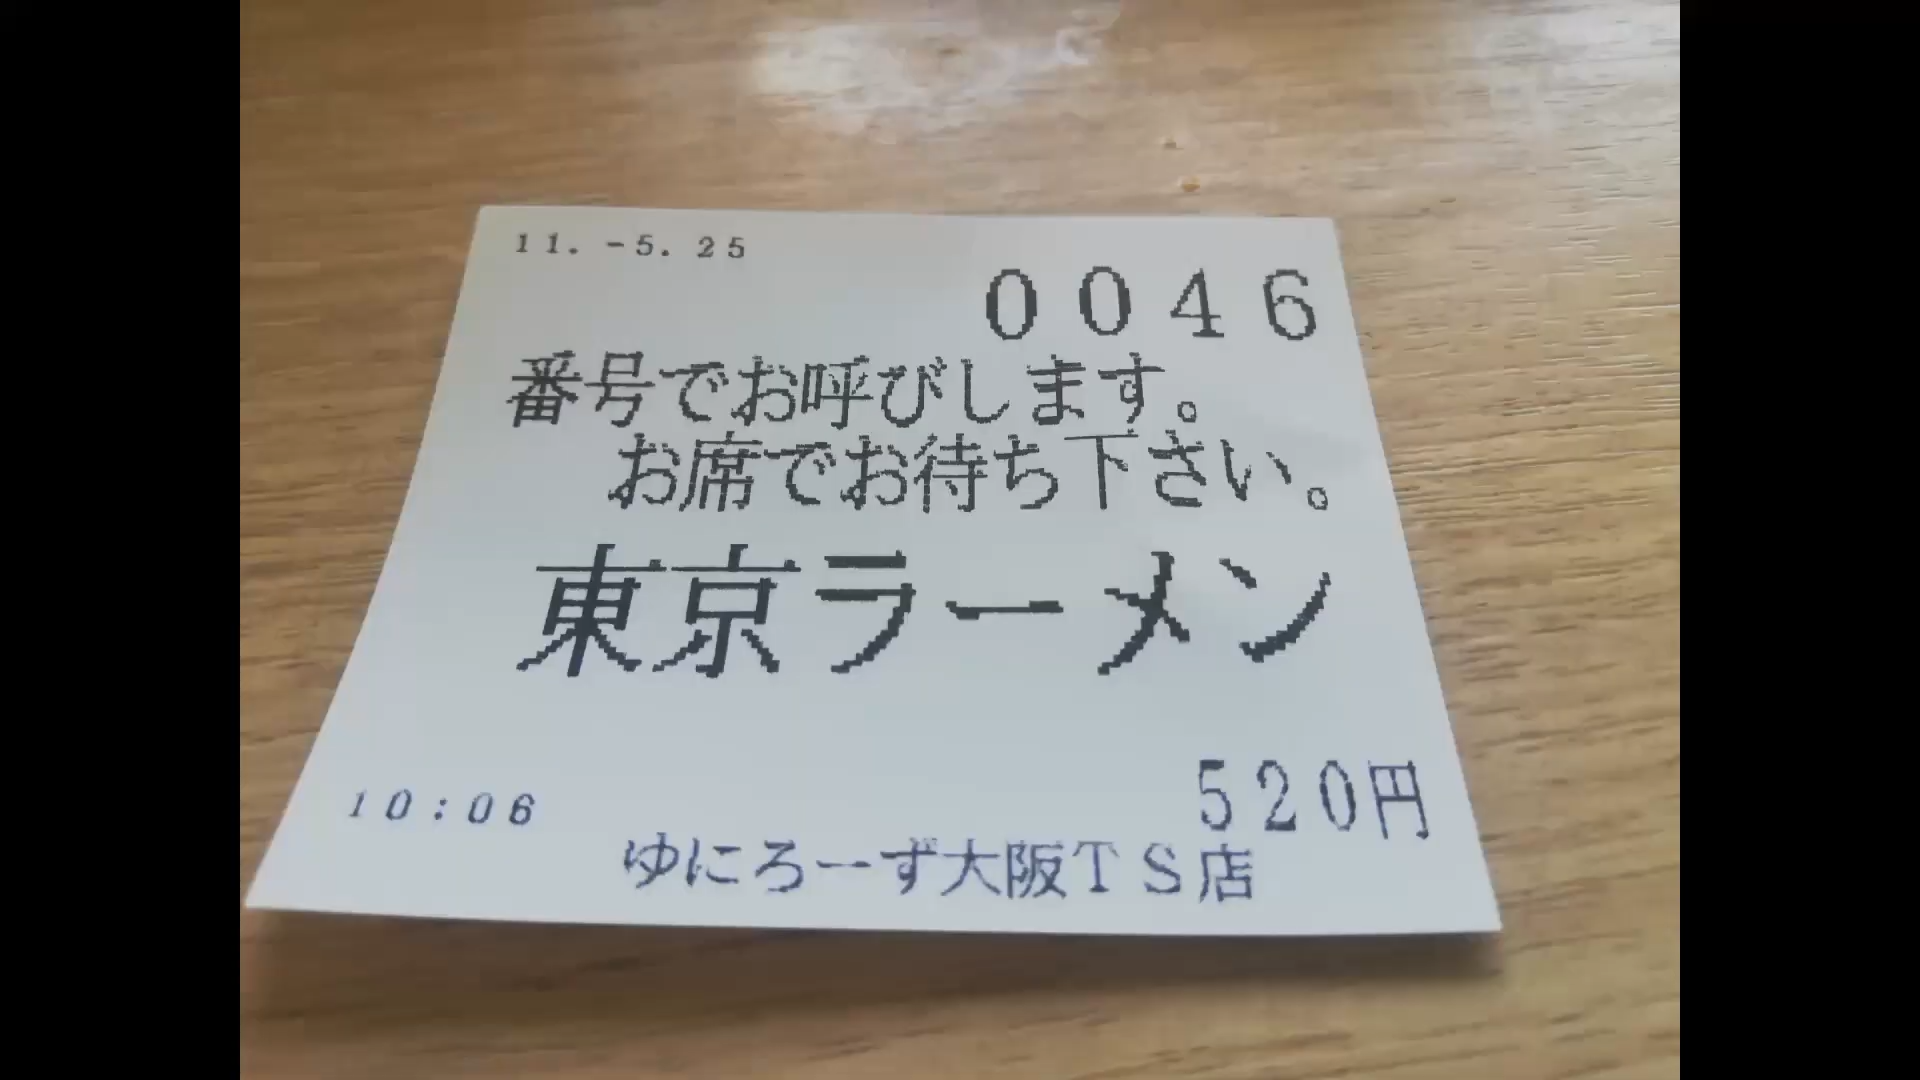 11.-5.25
0046
番号でお呼びします。
お席でお待ち下さい。
東京ラーメン
520円
10:06
ゆにろーず大阪TS店